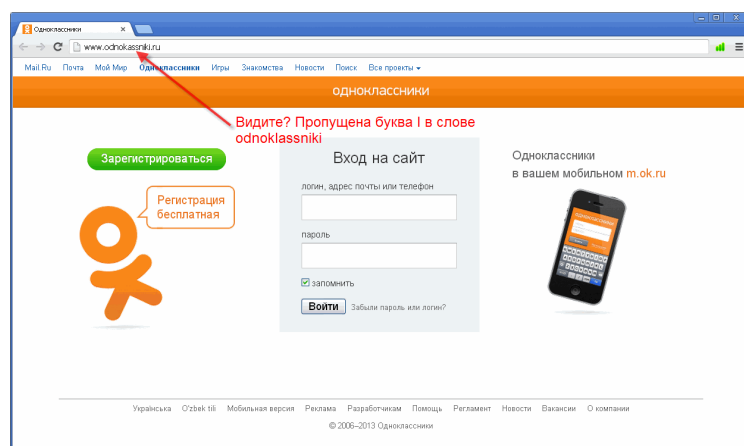 Одноклассники
www.odnokassniki.ru
Mail.Ru Почта Мой Мир Одноклассники Игры Знакомства Новости Поиск Все проекты
одноклассники
Видите? Пропущена буква l в слове
odnoklassniki
Зарегистрироваться
Регистрация
бесплатная
Вход на сайт
логин, адрес почты или телефон
пароль
запомнить
Войти Забыли пароль или логин?
Одноклассники
в вашем мобильном m.ok.ru
Українська O'zbek tili Мобильная версия Реклама Разработчикам Помощь Регламент Новости Вакансии О компании
© 2006–2013 Одноклассники